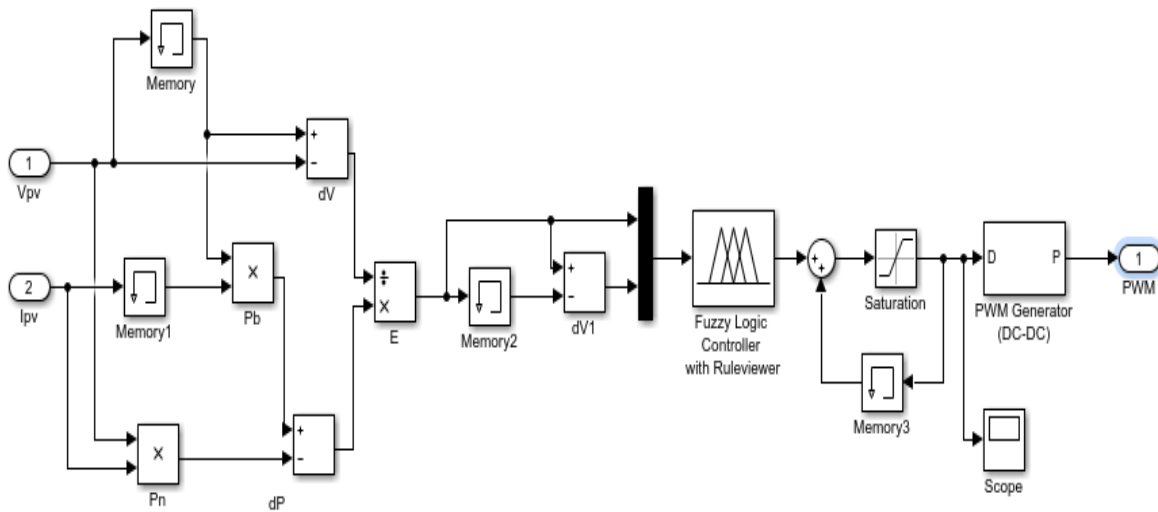 Memory
+
-
dV
1
Vpv
2
Ipv
Memory1
X
Pb
÷
X
E
Memory2
+
-
dV1
Fuzzy Logic
Controller
with Ruleviewer
+
+
Saturation
D P
PWM Generator
(DC-DC)
1
PWM
Memory3
Scope
X
Pn
+
-
dP